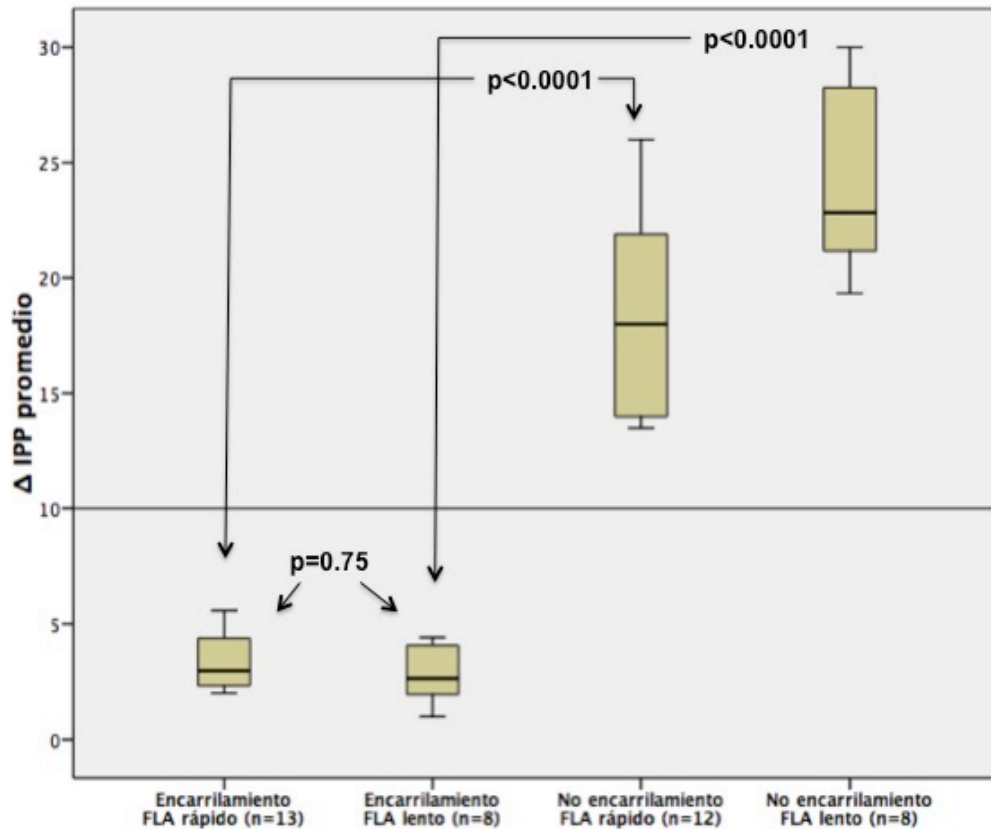 30
25
20
15
10
5
0
Δ IPP promedio
p<0.0001
p<0.0001
p=0.75
Encarrilamiento
FLA rápido (n=13)
Encarrilamiento
FLA lento (n=8)
No encarrilamiento
FLA rápido (n=12)
No encarrilamiento
FLA lento (n=8)